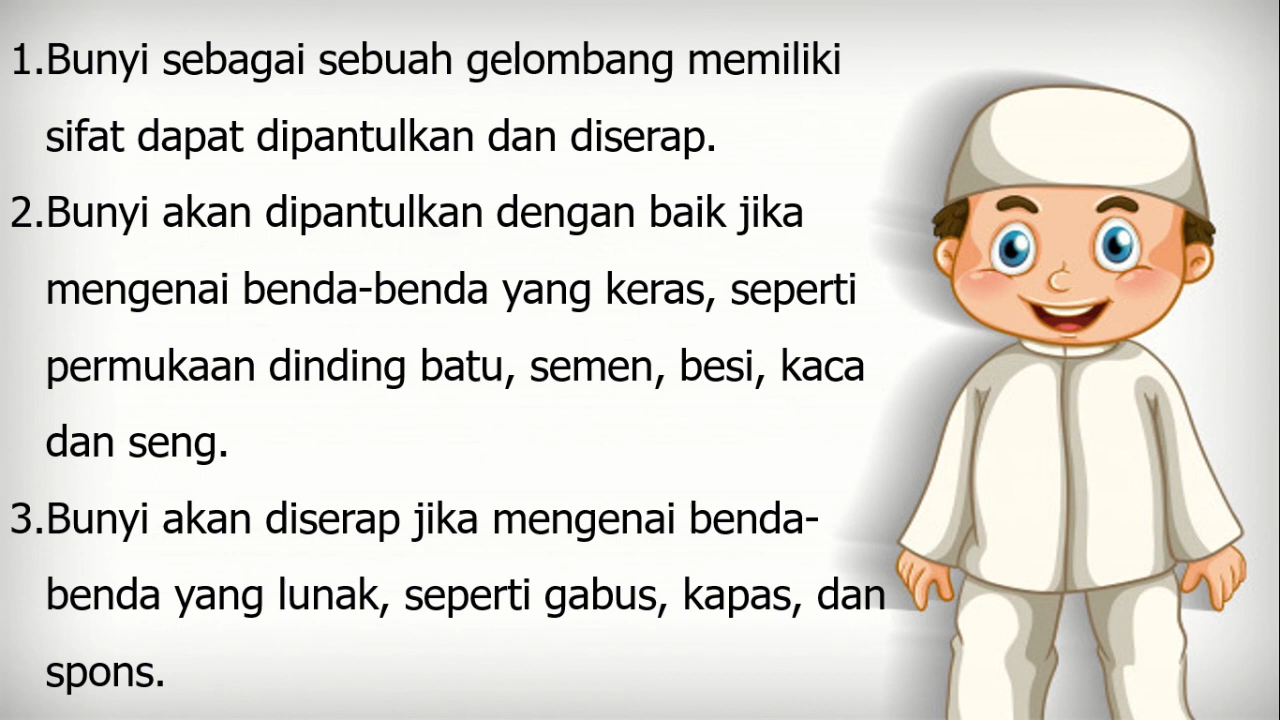 1.Bunyi sebagai sebuah gelombang memiliki
sifat dapat dipantulkan dan diserap.
2.Bunyi akan dipantulkan dengan baik jika
mengenai benda-benda yang keras, seperti
permukaan dinding batu, semen, besi, kaca
dan seng.
3.Bunyi akan diserap jika mengenai benda-
benda yang lunak, seperti gabus, kapas, dan
spons.